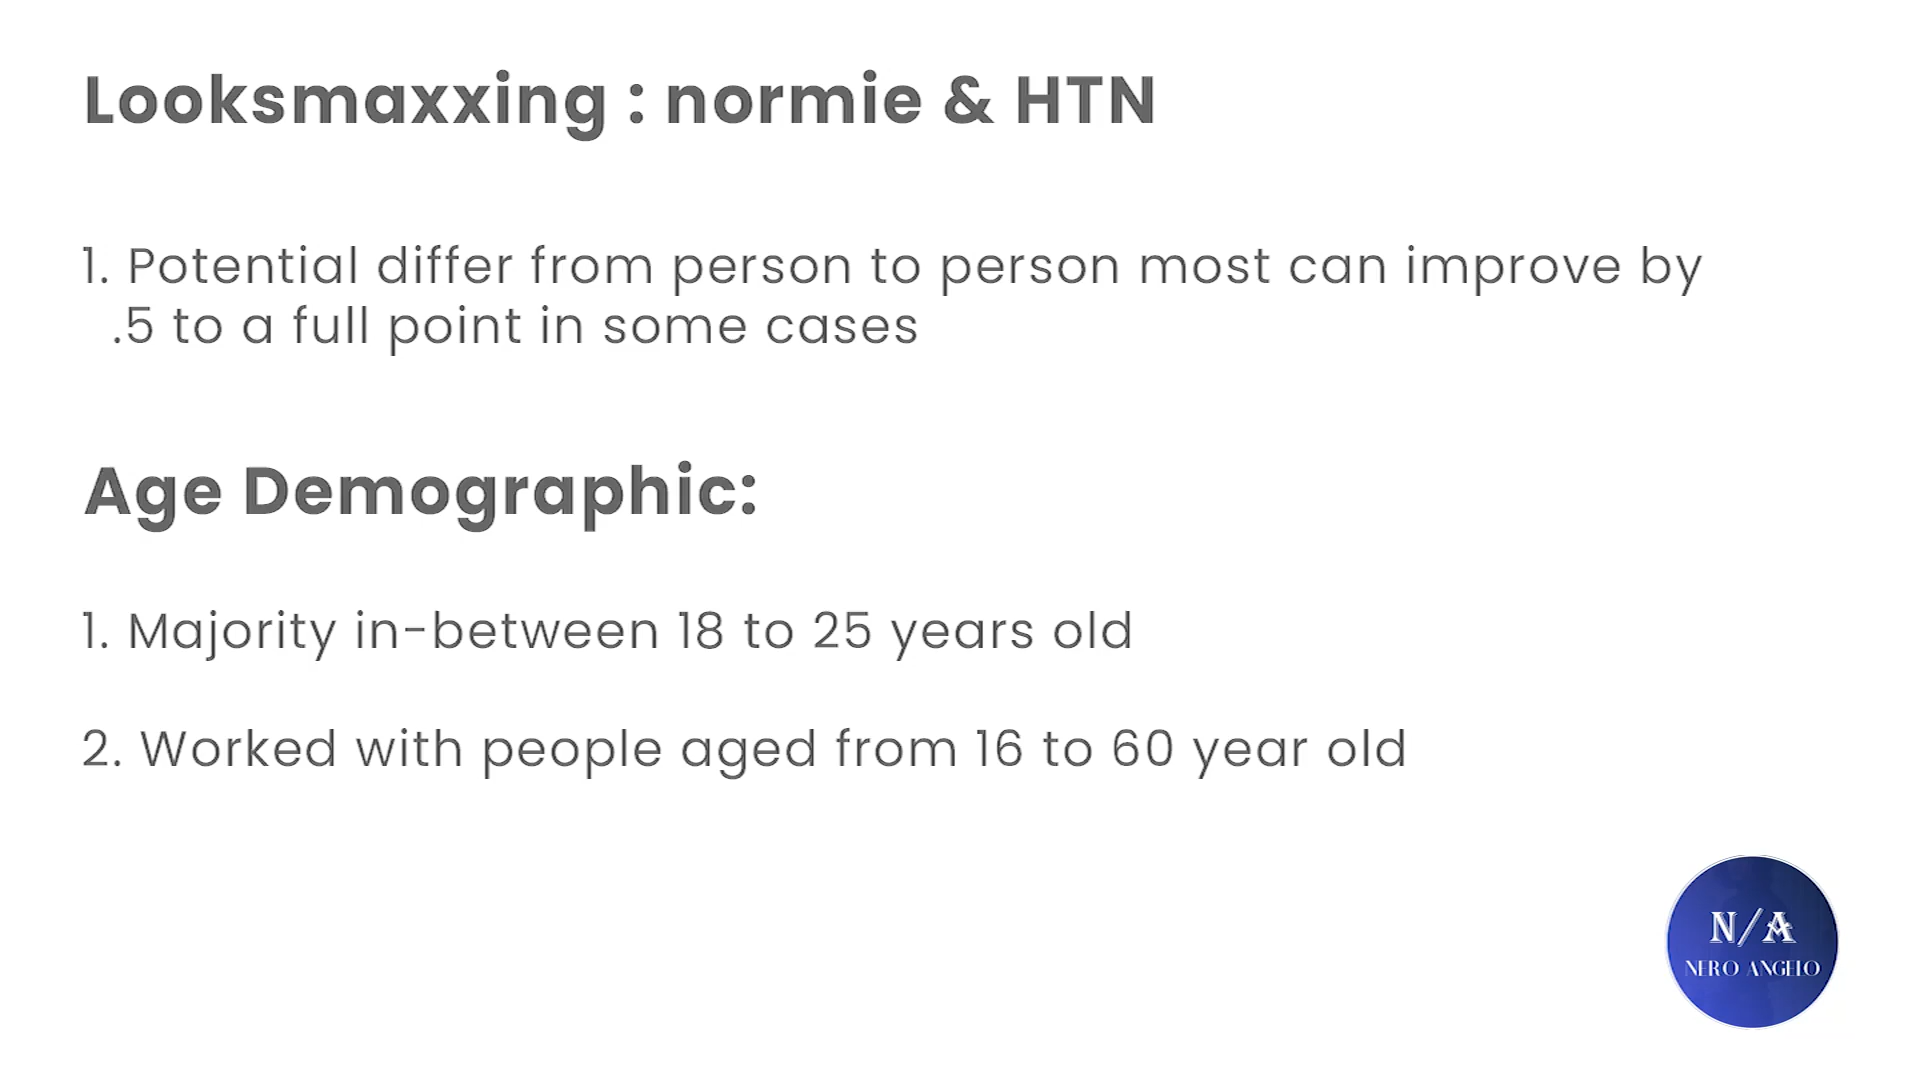 Looksmaxxing : normie & HTN
1. Potential differ from person to person most can improve by
.5 to a full point in some cases
Age Demographic:
1. Majority in-between 18 to 25 years old
2. Worked with people aged from 16 to 60 year old
N/A
NERO ANGELO